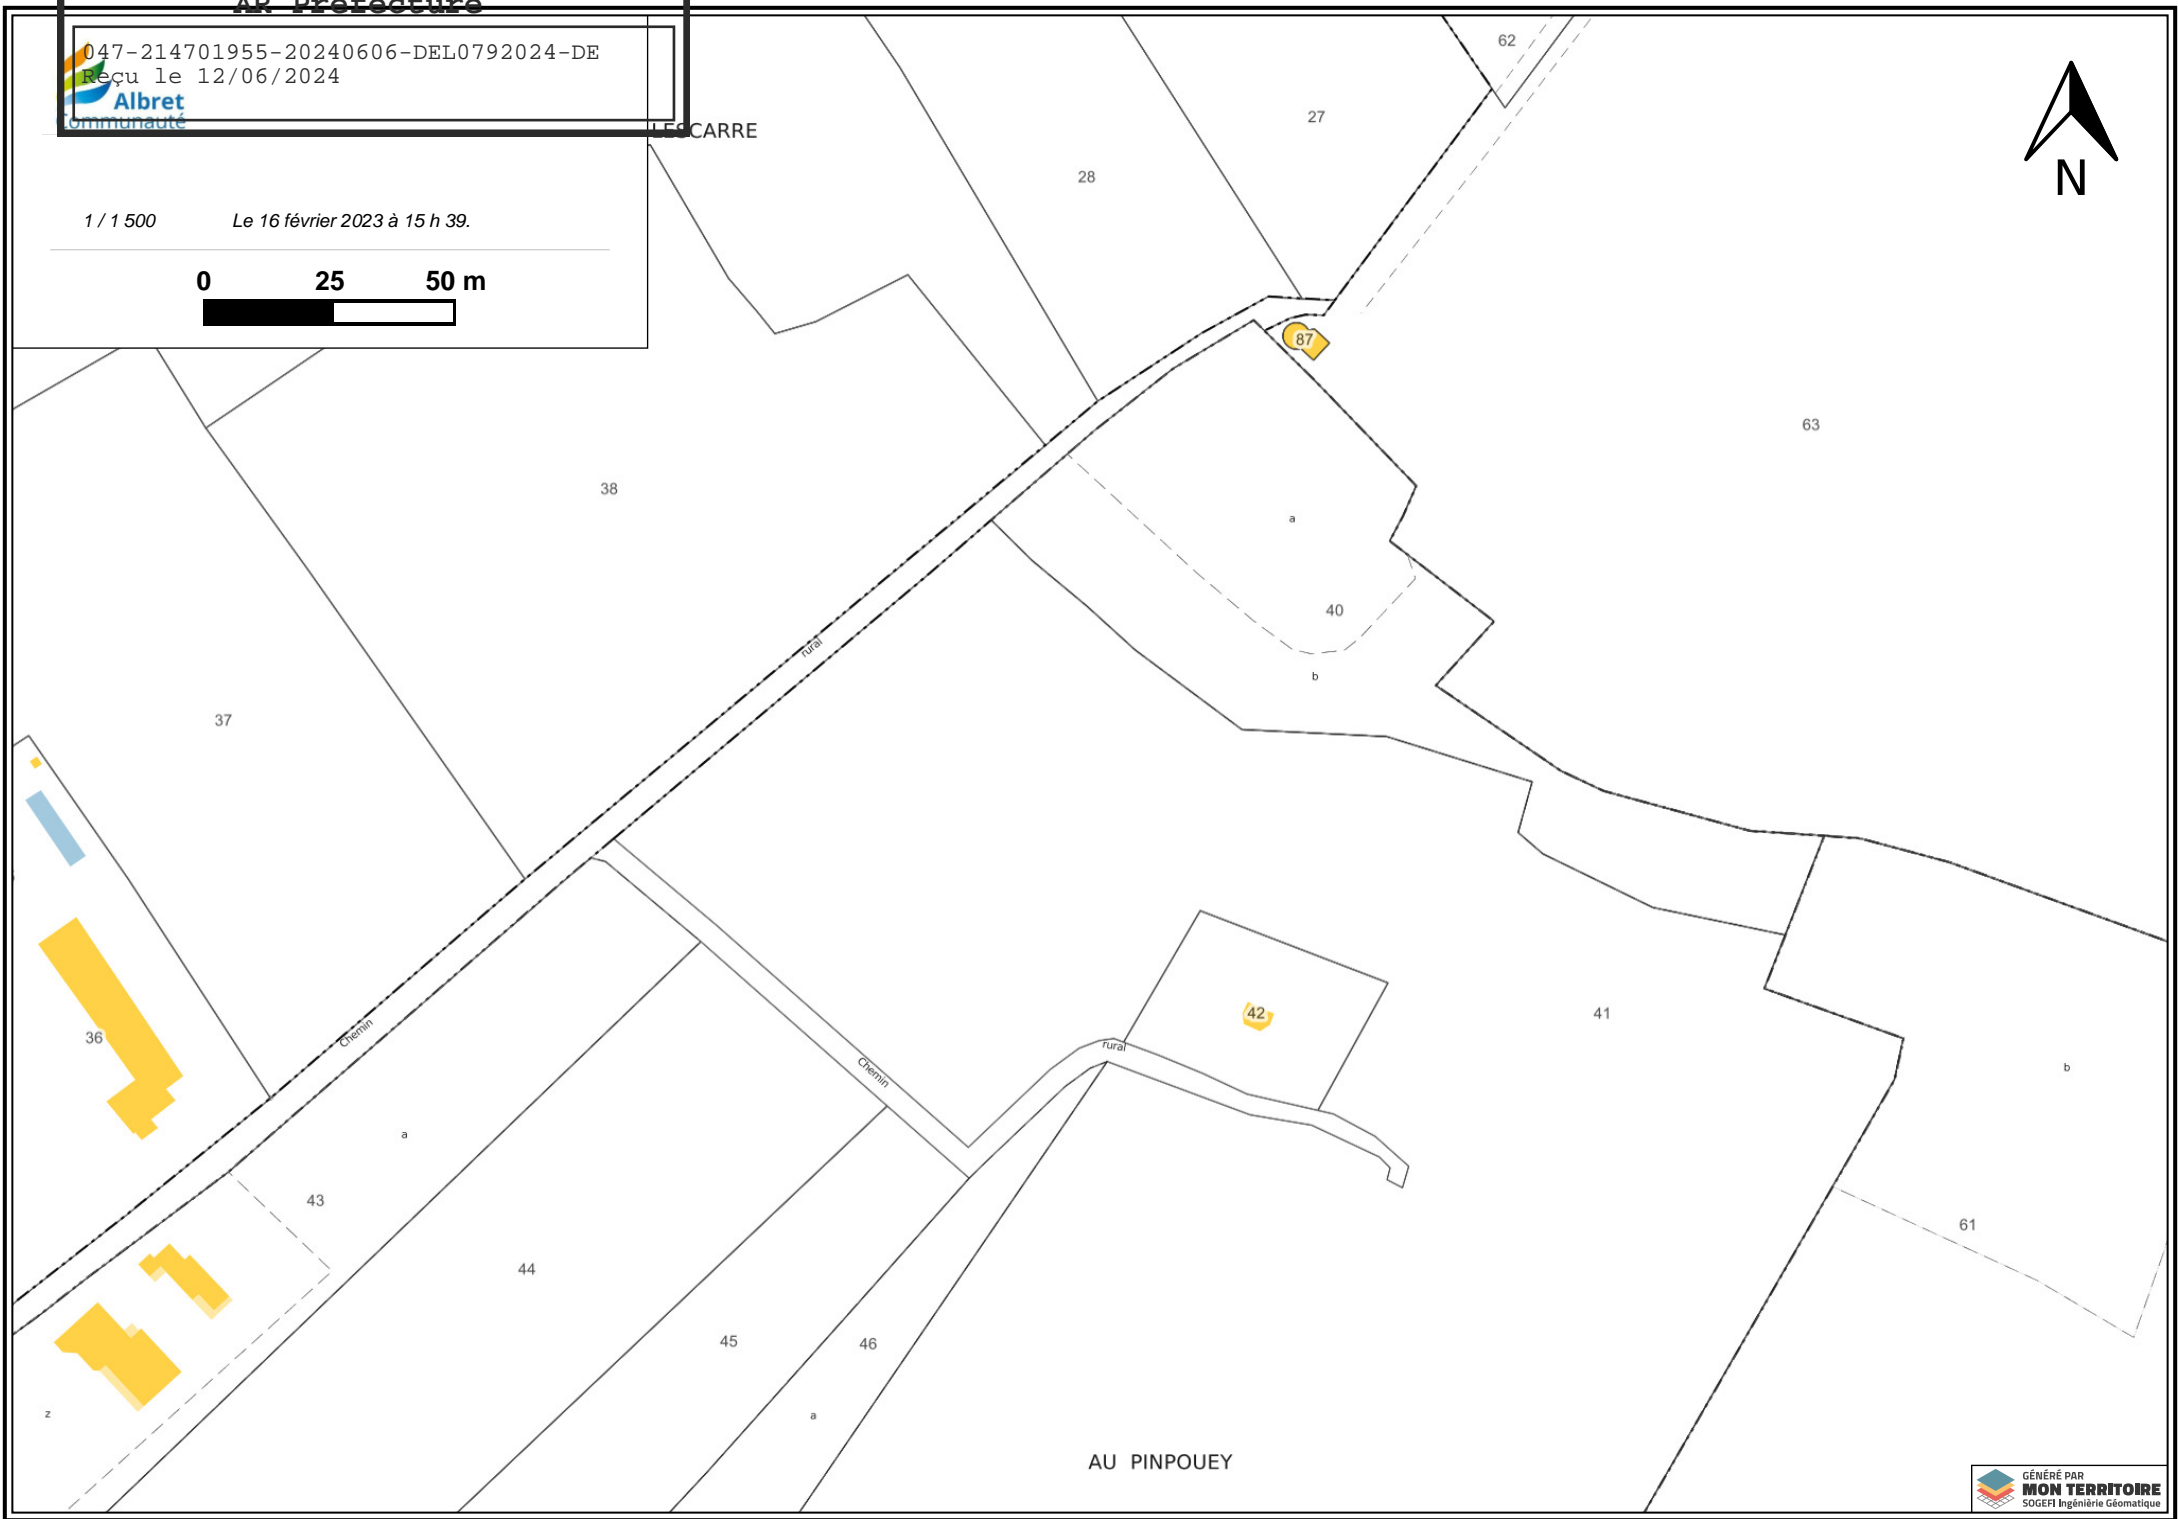 AR Prefecture
047-214701955-20240606-DEL0792024-DE
Reçu le 12/06/2024
Albret
Communauté
1 / 1 500 Le 16 février 2023 à 15 h 39.
0 25 50 m
LESCARRE
62
27
28
N
87
63
38
a
40
rural
b
37
42
41
36
Chemin
rural
Chemin
b
a
43
61
44
45
46
z
a
AU PINPOUEY
GÉNÉRÉ PAR
MON TERRITOIRE
SOGEFI Ingénièrie Géomatique